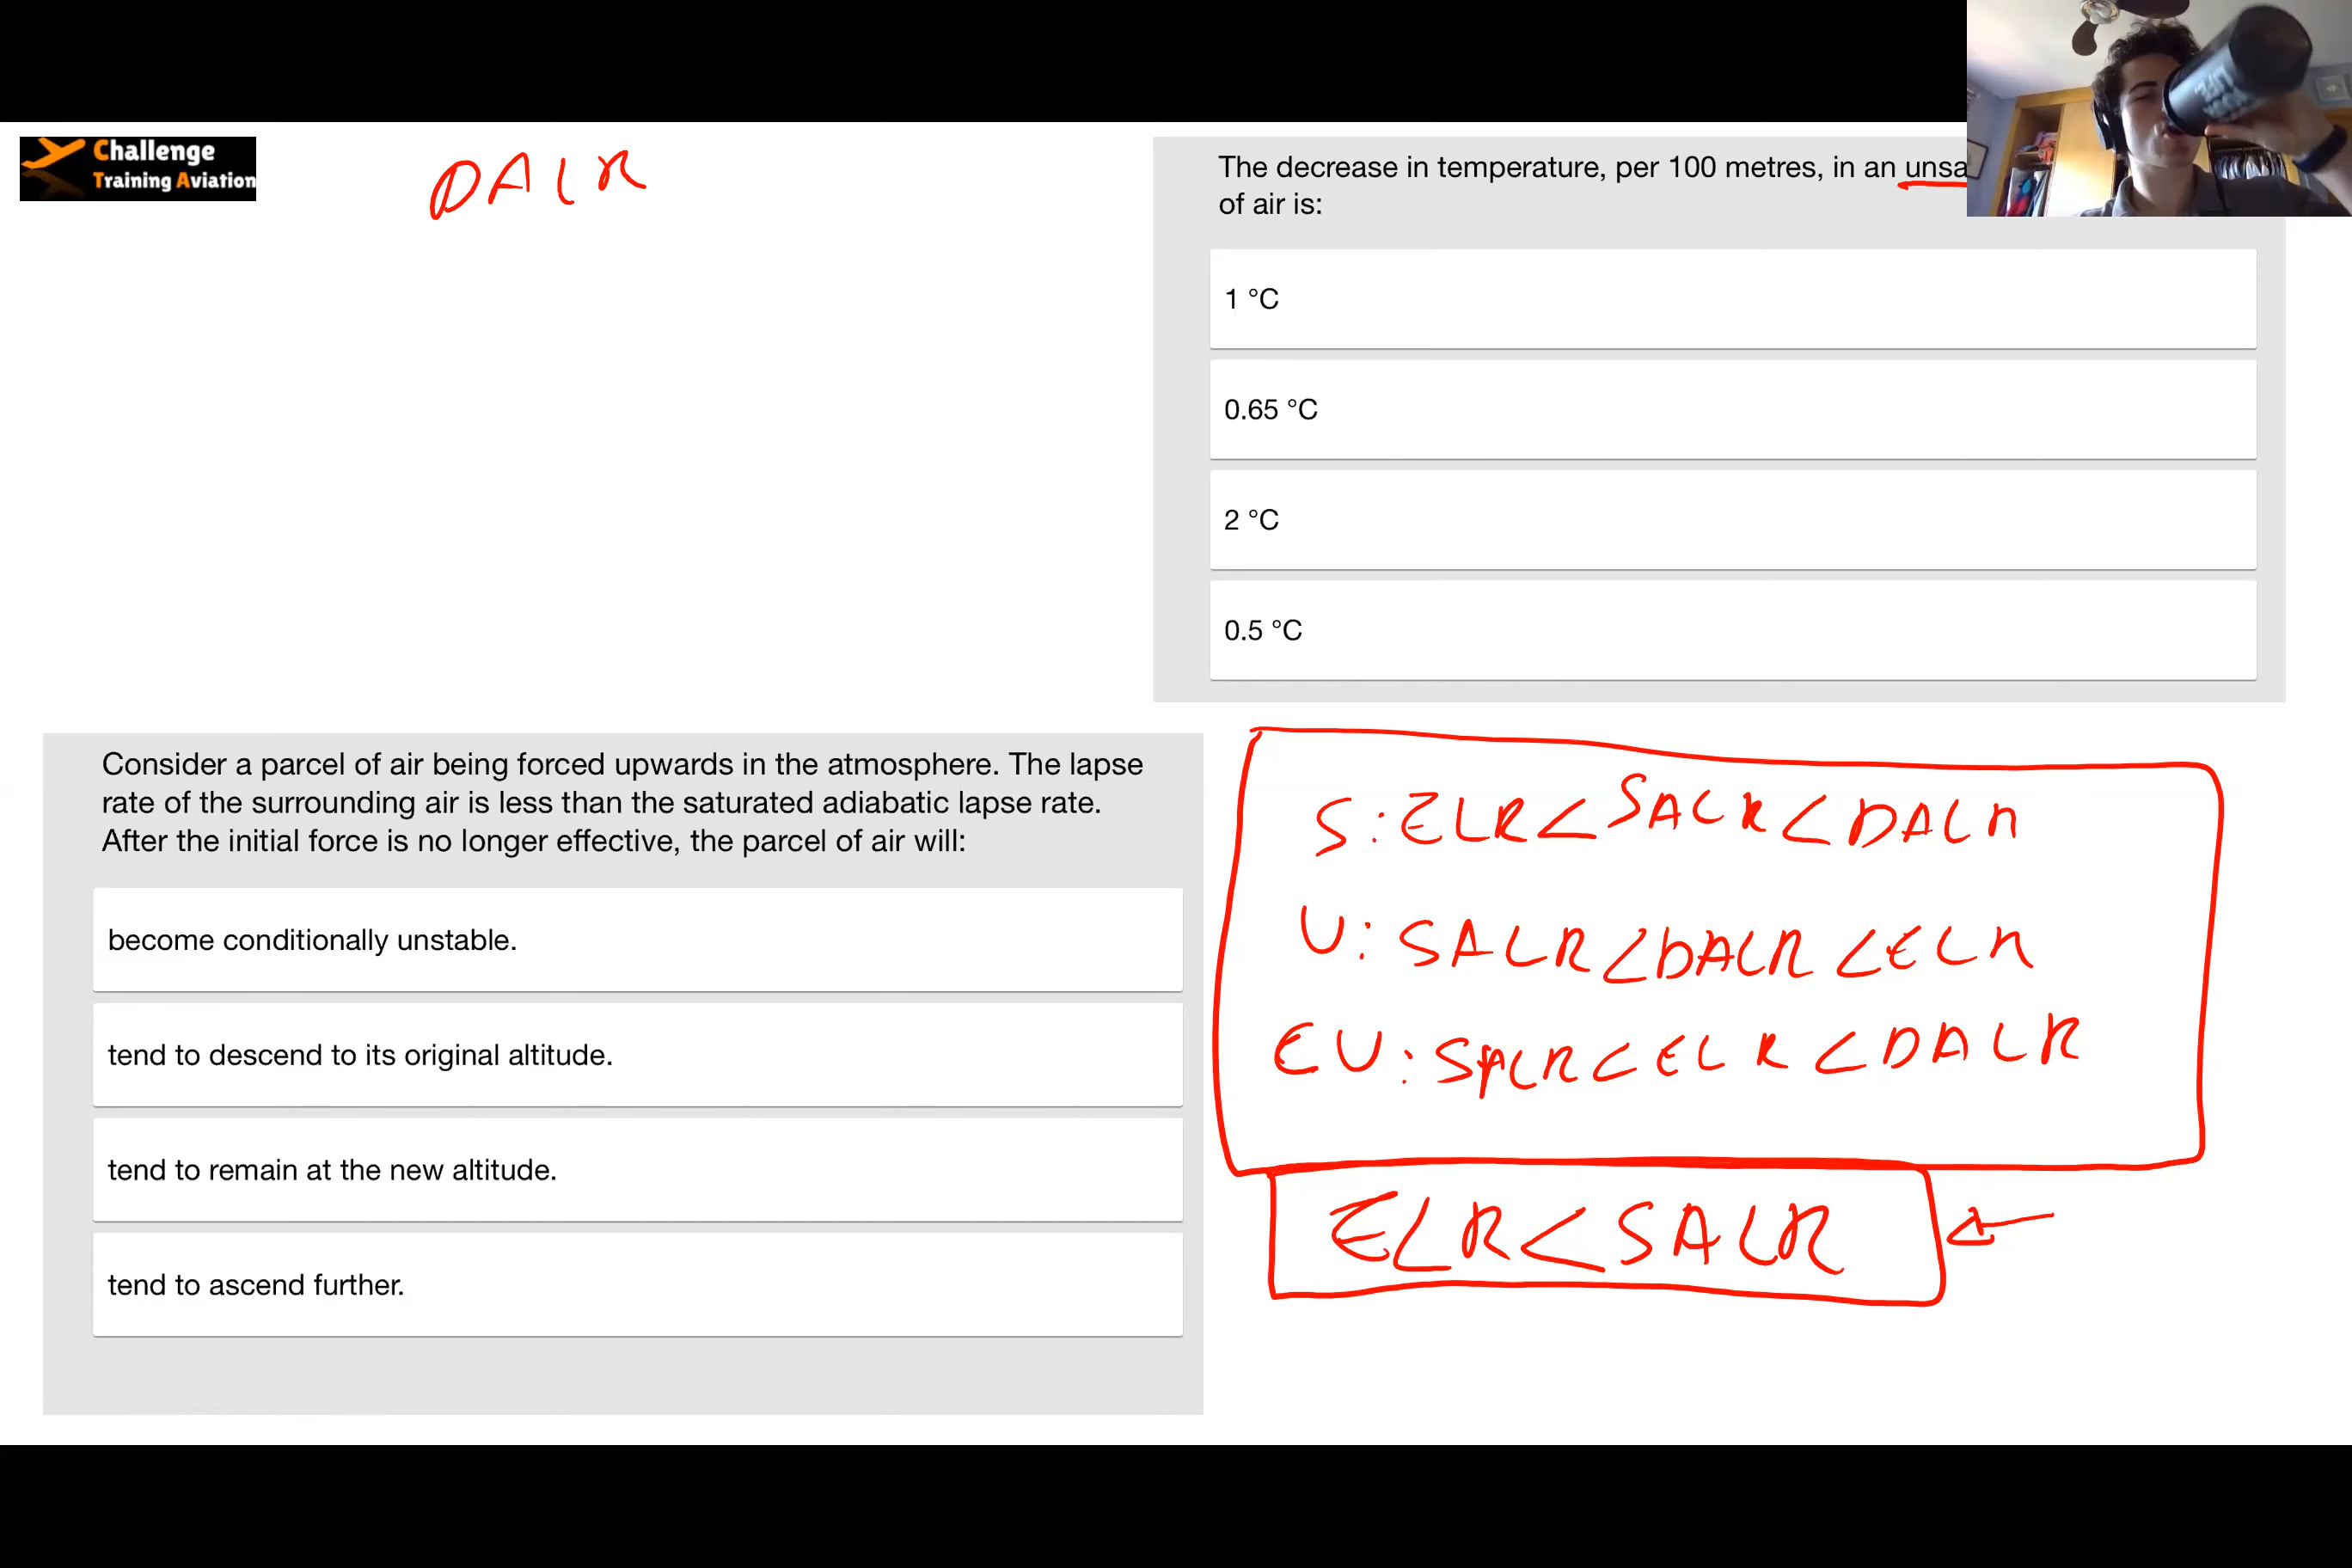 Challenge
Training Aviation
DALR
The decrease in temperature, per 100 metres, in an
of air is:
1 °C
0.65 °C
2 °C
0.5 °C
Consider a parcel of air being forced upwards in the atmosphere. The lapse
rate of the surrounding air is less than the saturated adiabatic lapse rate.
After the initial force is no longer effective, the parcel of air will:
become conditionally unstable.
tend to descend to its original altitude.
tend to remain at the new altitude.
tend to ascend further.
S: ELR < SALR < DALR
U: SALR < DALR < ELR
CU: SALR < ELR < DALR
ELR < SALR